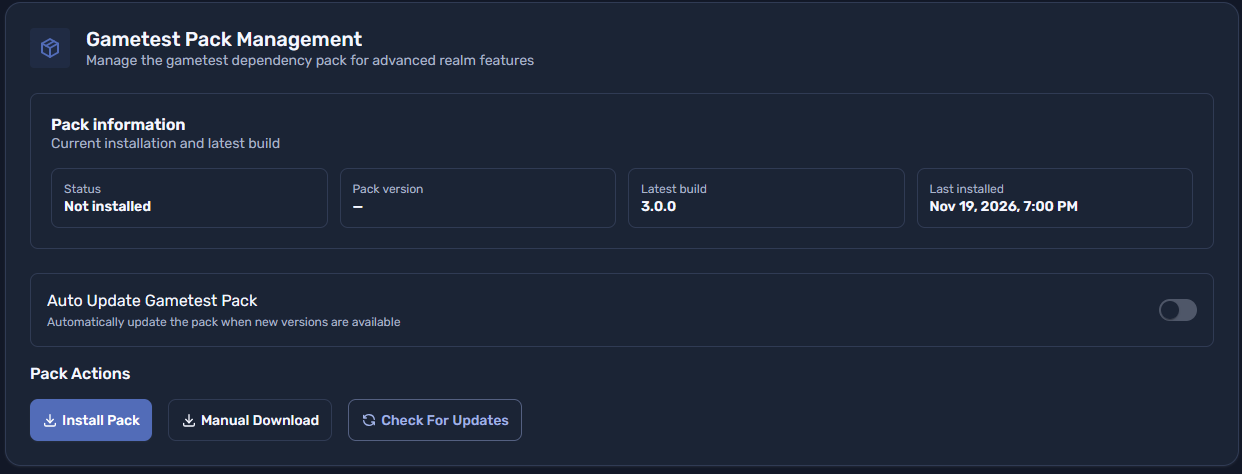 Gametest Pack Management
Manage the gametest dependency pack for advanced realm features
Pack information
Current installation and latest build
Status
Not installed
Pack version
—
Latest build
3.0.0
Last installed
Nov 19, 2026, 7:00 PM
Auto Update Gametest Pack
Automatically update the pack when new versions are available
Pack Actions
Install Pack
Manual Download
Check For Updates